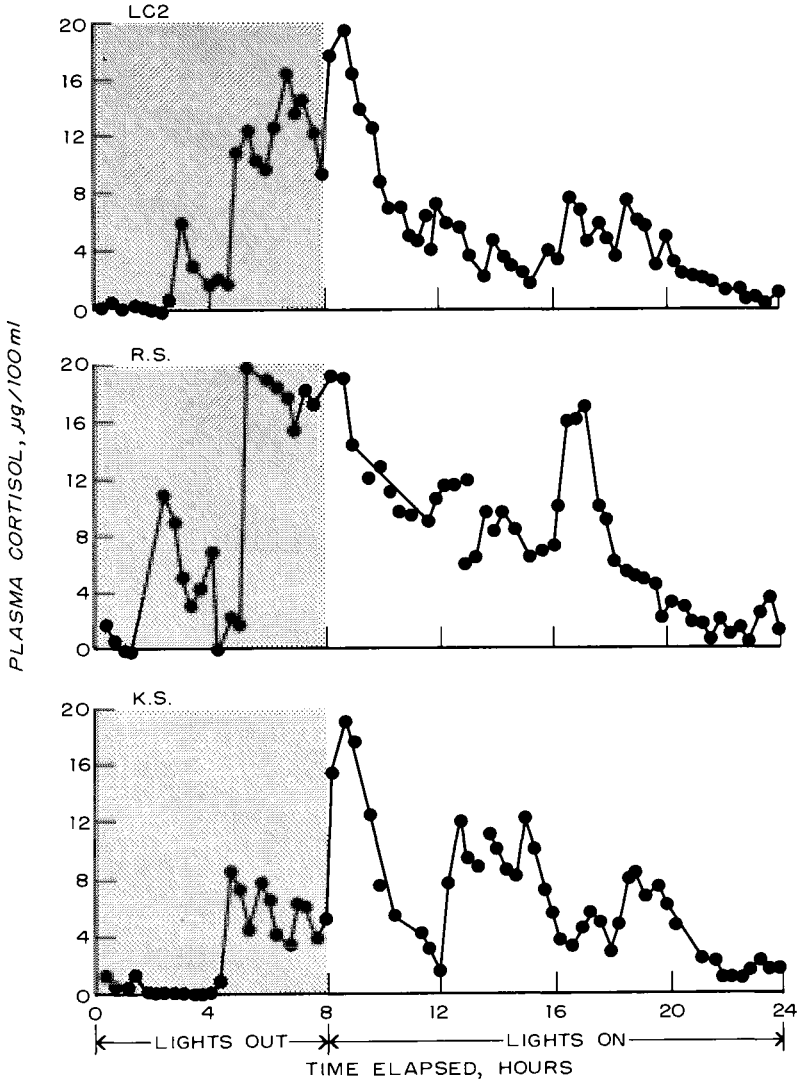 LC2
20
16
12
8
4
0
R.S.
20
16
12
8
4
0
K.S.
20
16
12
8
4
0
PLASMA CORTISOL, µg/100 ml
0 4 8 12 16 20 24
LIGHTS OUT LIGHTS ON
TIME ELAPSED, HOURS